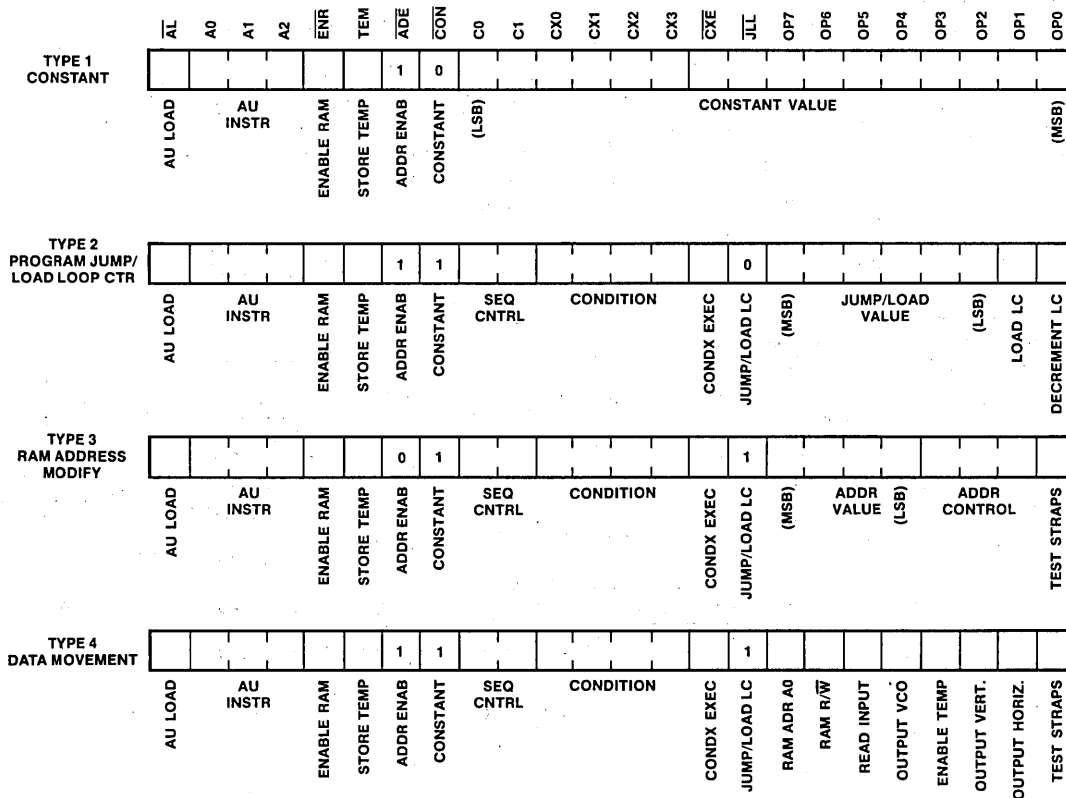 A̅L̅ A0 A1 A2 E̅N̅R̅ TEM A̅D̅E̅ C̅O̅N̅ C0 C1 CX0 CX1 CX2 CX3 C̅X̅E̅ J̅L̅L̅ OP7 OP6 OP5 OP4 OP3 OP2 OP1 OP0
TYPE 1
CONSTANT
1 0
AU LOAD
AU
INSTR
ENABLE RAM
STORE TEMP
ADDR ENAB
CONSTANT
(LSB)
CONSTANT VALUE
(MSB)
TYPE 2
PROGRAM JUMP/
LOAD LOOP CTR
1 1 0
AU LOAD
AU
INSTR
ENABLE RAM
STORE TEMP
ADDR ENAB
CONSTANT
SEQ
CNTRL
CONDITION
CONDX EXEC
JUMP/LOAD LC
(MSB)
JUMP/LOAD
VALUE
(LSB)
LOAD LC
DECREMENT LC
TYPE 3
RAM ADDRESS
MODIFY
0 1 1
AU LOAD
AU
INSTR
ENABLE RAM
STORE TEMP
ADDR ENAB
CONSTANT
SEQ
CNTRL
CONDITION
CONDX EXEC
JUMP/LOAD LC
(MSB)
ADDR
VALUE
(LSB)
ADDR
CONTROL
TEST STRAPS
TYPE 4
DATA MOVEMENT
1 1 1
AU LOAD
AU
INSTR
ENABLE RAM
STORE TEMP
ADDR ENAB
CONSTANT
SEQ
CNTRL
CONDITION
CONDX EXEC
JUMP/LOAD LC
RAM ADR A0
RAM R/W̅
READ INPUT
OUTPUT VCO
ENABLE TEMP
OUTPUT VERT.
OUTPUT HORIZ.
TEST STRAPS